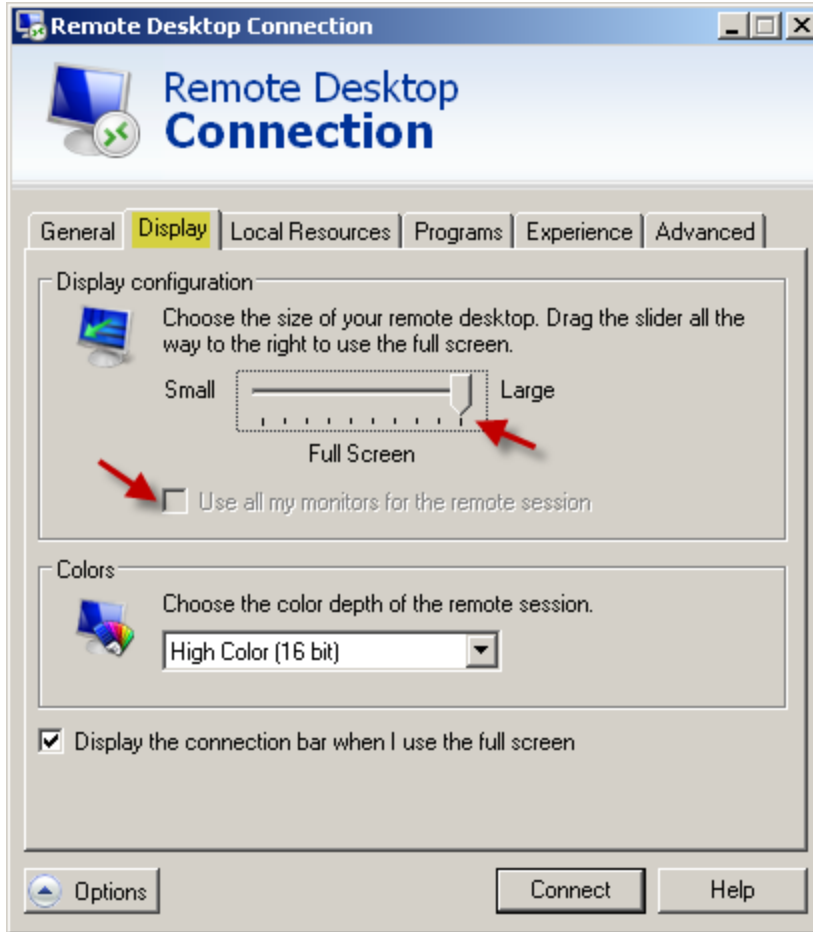 Remote Desktop Connection
Remote Desktop
Connection
General Display Local Resources Programs Experience Advanced
Display configuration
Choose the size of your remote desktop. Drag the slider all the
way to the right to use the full screen.
Small Large
Full Screen
Use all my monitors for the remote session
Colors
Choose the color depth of the remote session.
High Color (16 bit)
Display the connection bar when I use the full screen
Options Connect Help